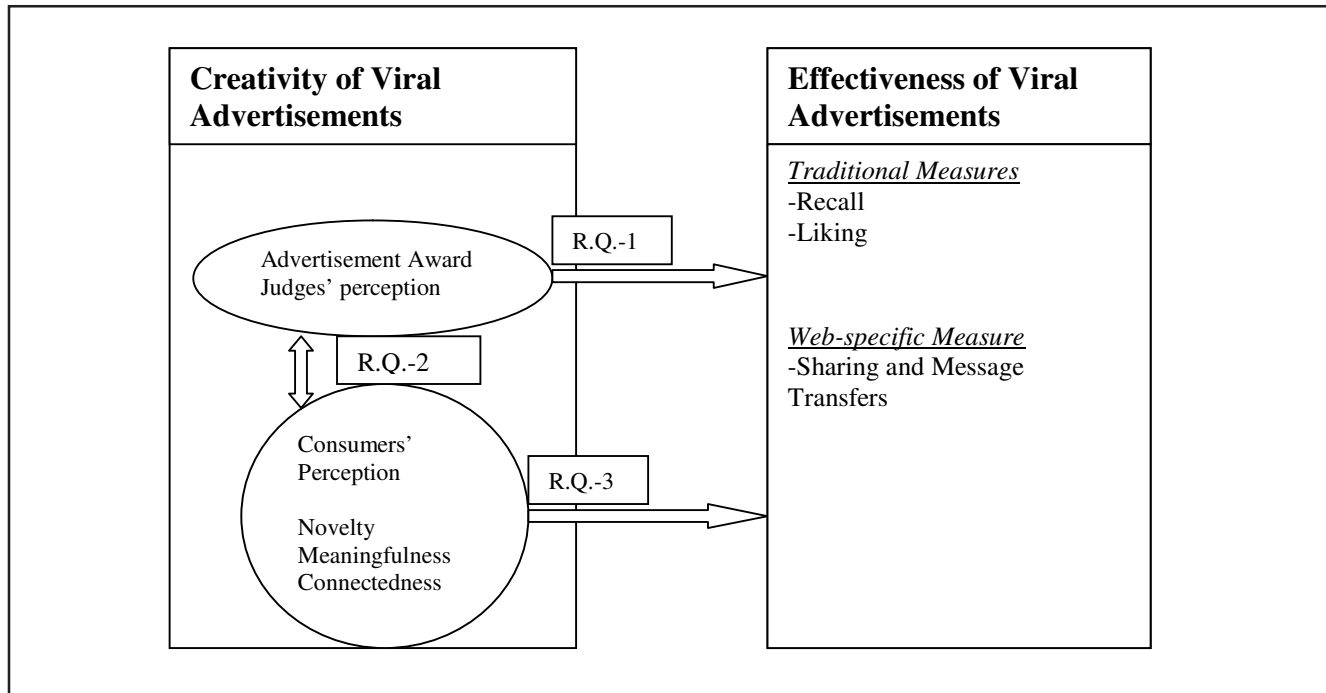 Creativity of Viral
Advertisements
Advertisement Award
Judges’ perception
R.Q.-1
R.Q.-2
Consumers’
Perception
Novelty
Meaningfulness
Connectedness
R.Q.-3
Effectiveness of Viral
Advertisements
Traditional Measures
-Recall
-Liking
Web-specific Measure
-Sharing and Message
Transfers